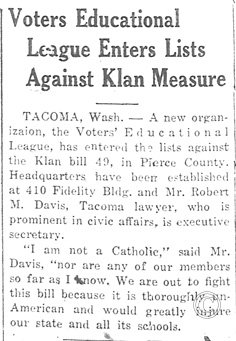 Voters Educational
League Enters Lists
Against Klan Measure
TACOMA, Wash. — A new organ-
izaion, the Voters' Educational
League, has entered the lists against
the Klan bill 49, in Pierce County.
Headquarters have been established
at 410 Fidelity Bldg. and Mr. Robert
M. Davis, Tacoma lawyer, who is
prominent in civic affairs, is executive
secretary.
"I am not a Catholic," said Mr.
Davis, "nor are any of our members
so far as I know. We are out to fight
this bill because it is thoroughly un-
American and would greatly injure
our state and all its schools.